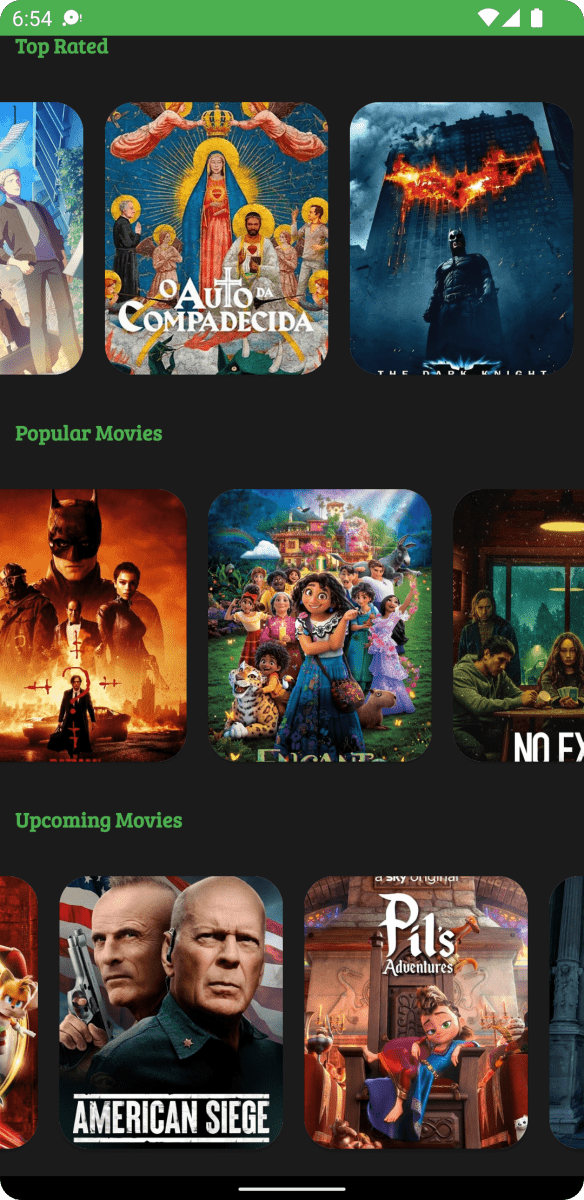 6:54
Top Rated
O AUTO DA
COMPADECIDA
THE DARK KNIGHT
Popular Movies
ENCANTO
NO EX
Upcoming Movies
a sky original
Pil's
Adventures
AMERICAN SIEGE